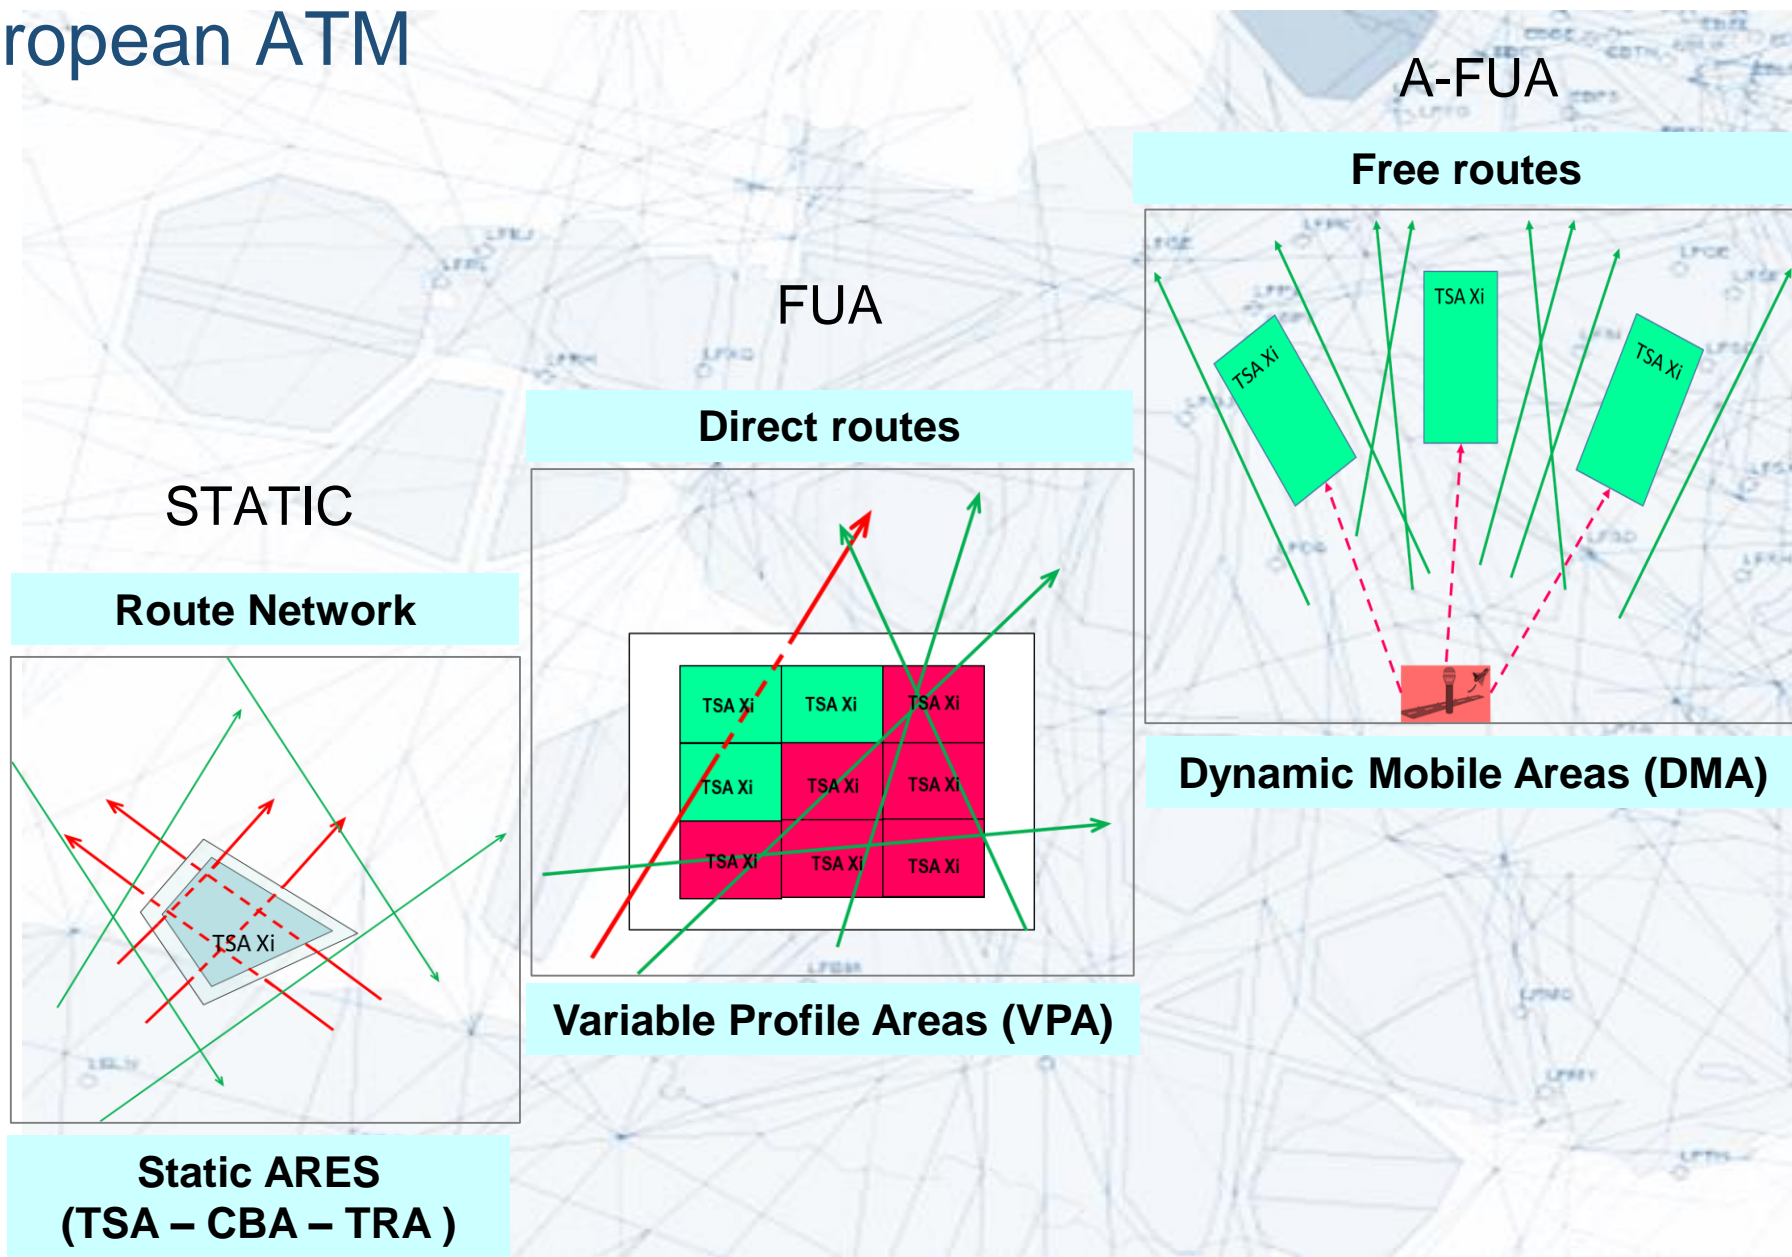 ropean ATM
A-FUA
Free routes
TSA Xi
TSA Xi
TSA Xi
Dynamic Mobile Areas (DMA)
FUA
Direct routes
TSA Xi
TSA Xi
TSA Xi
TSA Xi
TSA Xi
TSA Xi
TSA Xi
TSA Xi
TSA Xi
Variable Profile Areas (VPA)
STATIC
Route Network
TSA Xi
Static ARES
(TSA – CBA – TRA )